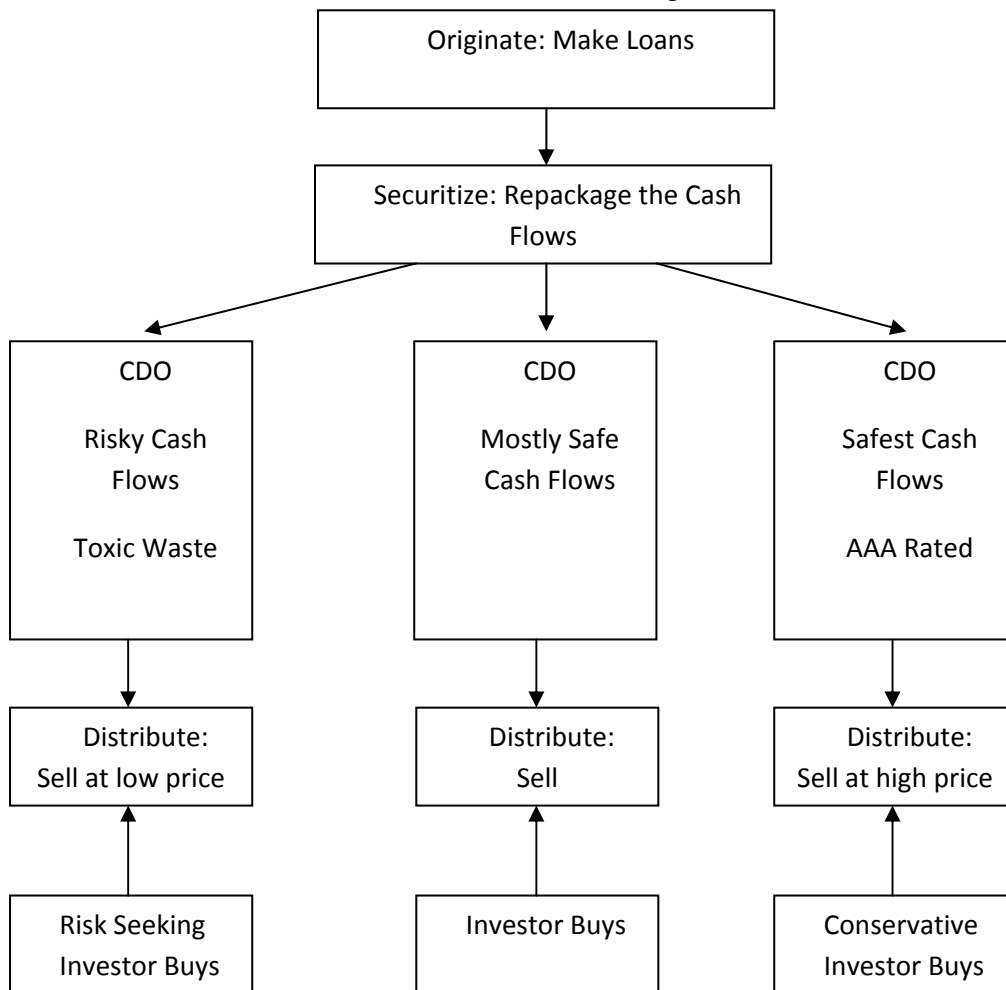 Originate: Make Loans
Securitize: Repackage the Cash
Flows
CDO
Risky Cash
Flows
Toxic Waste
CDO
Mostly Safe
Cash Flows
CDO
Safest Cash
Flows
AAA Rated
Distribute:
Sell at low price
Distribute:
Sell
Distribute:
Sell at high price
Risk Seeking
Investor Buys
Investor Buys
Conservative
Investor Buys